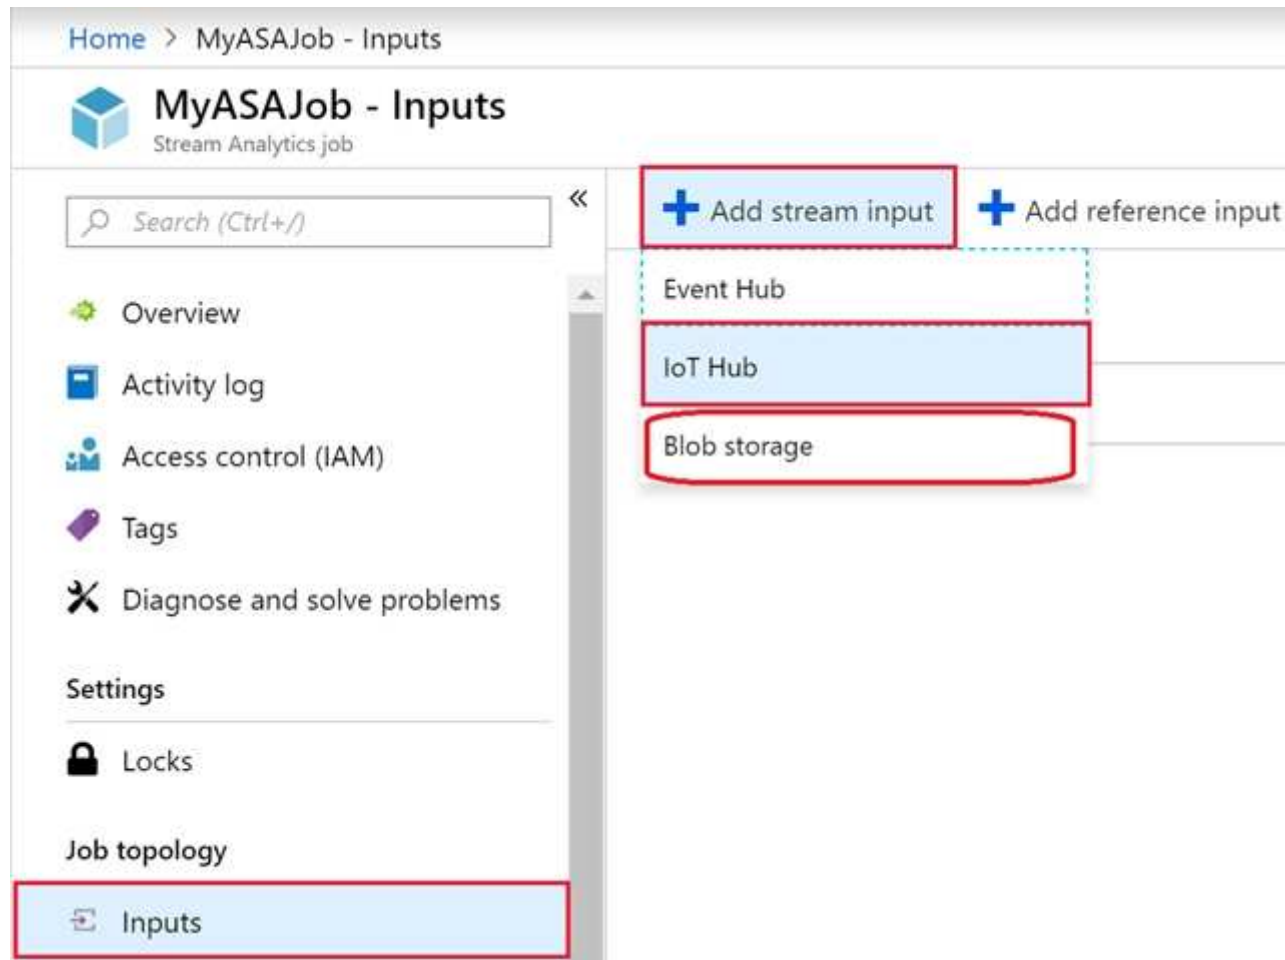 Home > MyASAJob - Inputs
MyASAJob - Inputs
Stream Analytics job
Search (Ctrl+/)
«
Overview
Activity log
Access control (IAM)
Tags
Diagnose and solve problems
Settings
Locks
Job topology
Inputs
+ Add stream input + Add reference input
Event Hub
IoT Hub
Blob storage